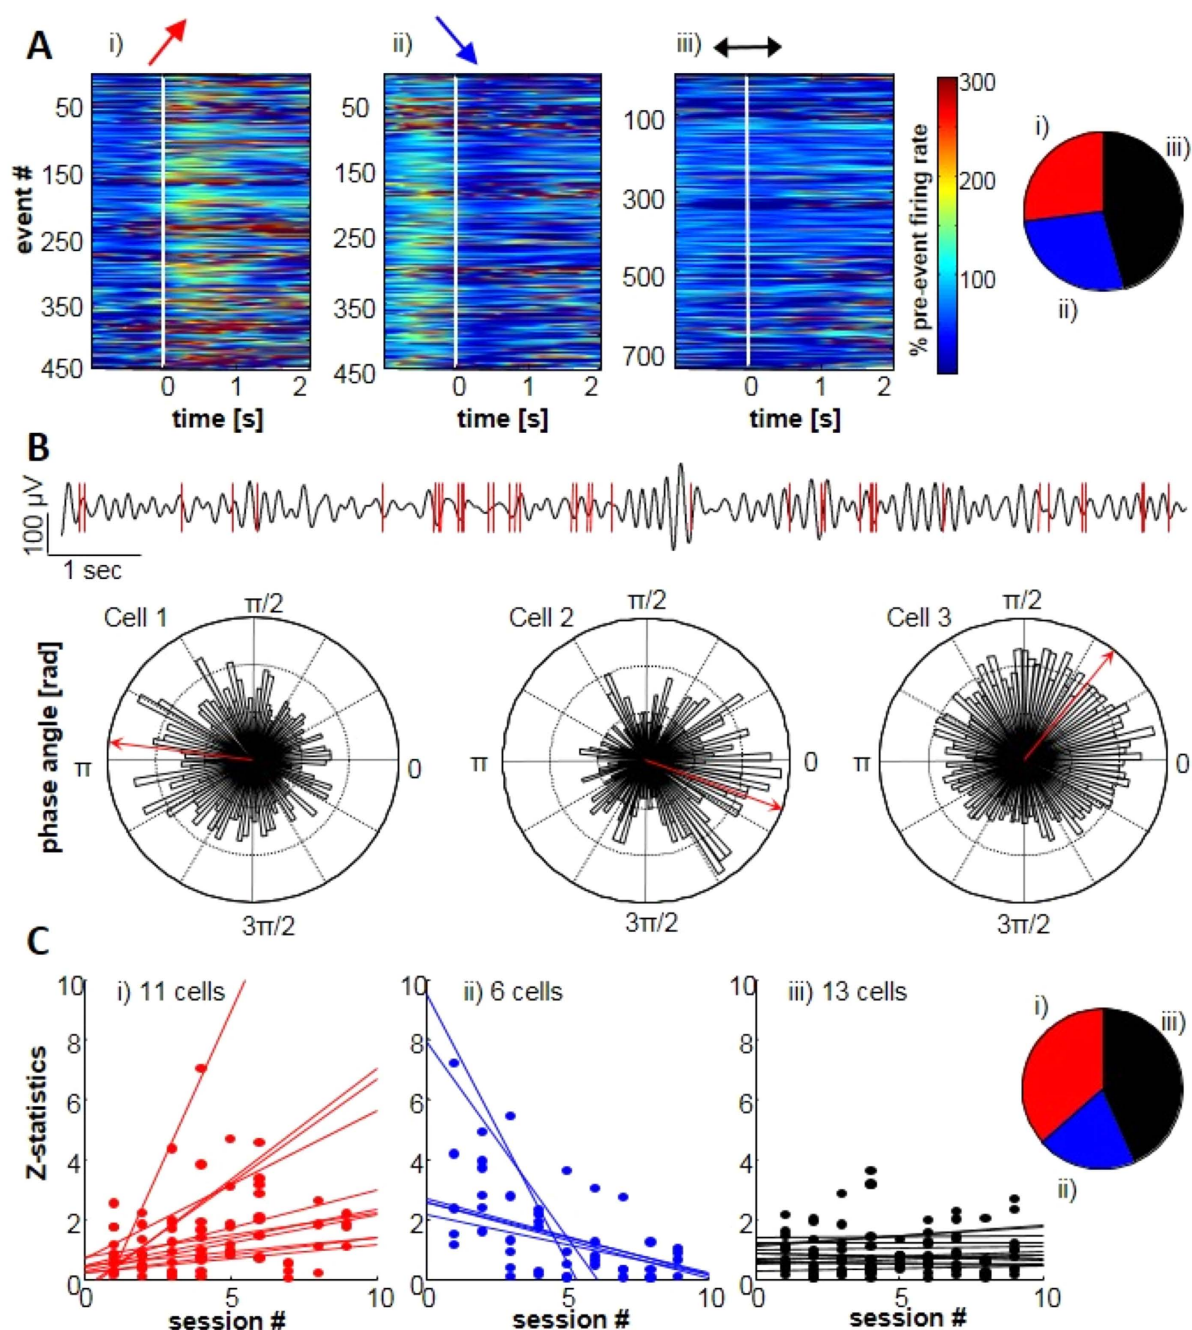 A
i)
ii)
iii)
event #
50
150
250
350
450
0
1
2
time [s]
50
150
250
350
450
0
1
2
time [s]
100
300
500
700
0
1
2
time [s]
300
200
100
% pre-event firing rate
i)
iii)
ii)
B
100 µV
1 sec
phase angle [rad]
Cell 1
π/2
π
0
3π/2
Cell 2
π/2
π
0
3π/2
Cell 3
π/2
π
0
3π/2
C
Z-statistics
i) 11 cells
10
8
6
4
2
0
0
5
10
session #
ii) 6 cells
10
8
6
4
2
0
0
5
10
session #
iii) 13 cells
10
8
6
4
2
0
0
5
10
session #
i)
iii)
ii)